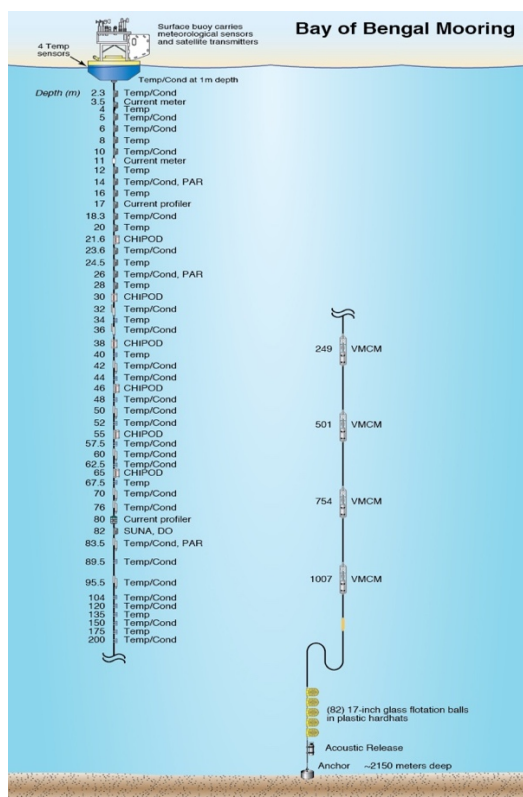 Bay of Bengal Mooring
Surface buoy carries
meteorological sensors
and satellite transmitters
4 Temp
sensors
Temp/Cond at 1m depth
Depth (m)
2.3 Temp/Cond
3.5 Current meter
4 Temp
5 Temp/Cond
6 Temp/Cond
8 Temp
10 Temp/Cond
11 Current meter
12 Temp
14 Temp/Cond, PAR
16 Temp
17 Current profiler
18.3 Temp/Cond
20 Temp
21.6 CHIPOD
23.6 Temp/Cond
24.5 Temp
26 Temp/Cond, PAR
28 Temp
30 CHIPOD
32 Temp/Cond
34 Temp
36 Temp/Cond
38 CHIPOD
40 Temp
42 Temp/Cond
44 Temp/Cond
46 CHIPOD
48 Temp/Cond
50 Temp/Cond
52 Temp/Cond
55 CHIPOD
57.5 Temp/Cond
60 Temp/Cond
62.5 Temp/Cond
65 CHIPOD
67.5 Temp
70 Temp/Cond
76 Temp/Cond
80 Current profiler
82 SUNA, DO
83.5 Temp/Cond, PAR
89.5 Temp/Cond
95.5 Temp/Cond
104 Temp/Cond
120 Temp/Cond
135 Temp
150 Temp/Cond
175 Temp
200 Temp/Cond
249 VMCM
501 VMCM
754 VMCM
1007 VMCM
(82) 17-inch glass flotation balls
in plastic hardhats
Acoustic Release
Anchor ~2150 meters deep